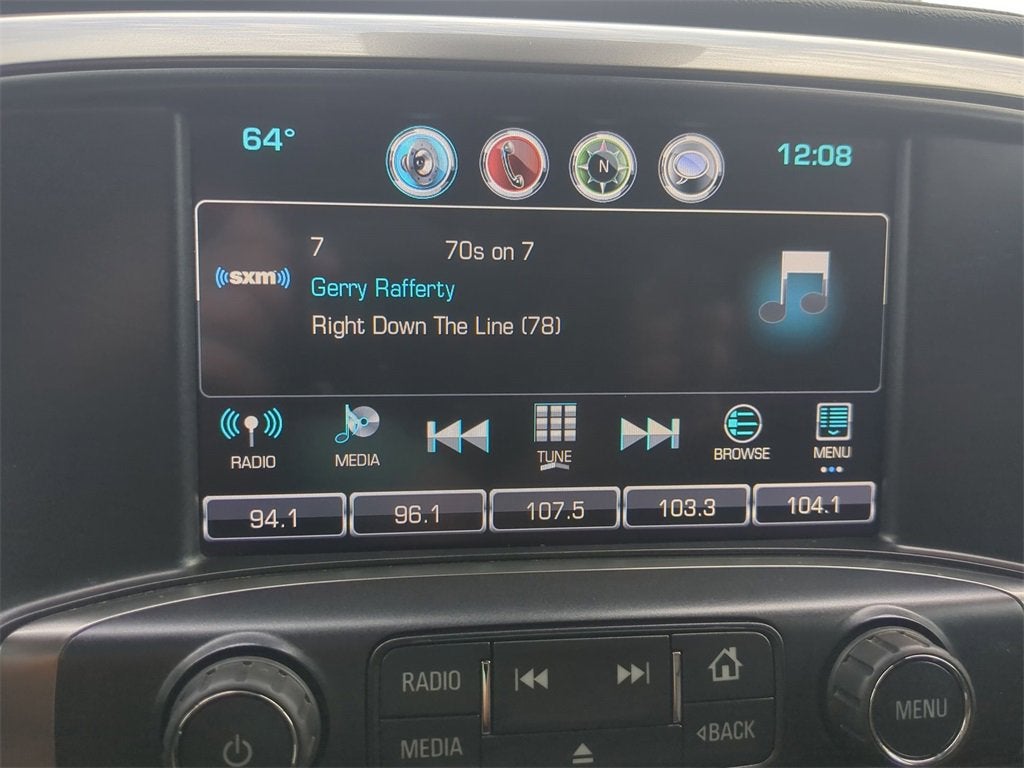 64°
N
12:08
7 70s on 7
((sxm))
Gerry Rafferty
Right Down The Line (78)
RADIO MEDIA TUNE BROWSE MENU
94.1 96.1 107.5 103.3 104.1
RADIO
MENU
MEDIA
BACK